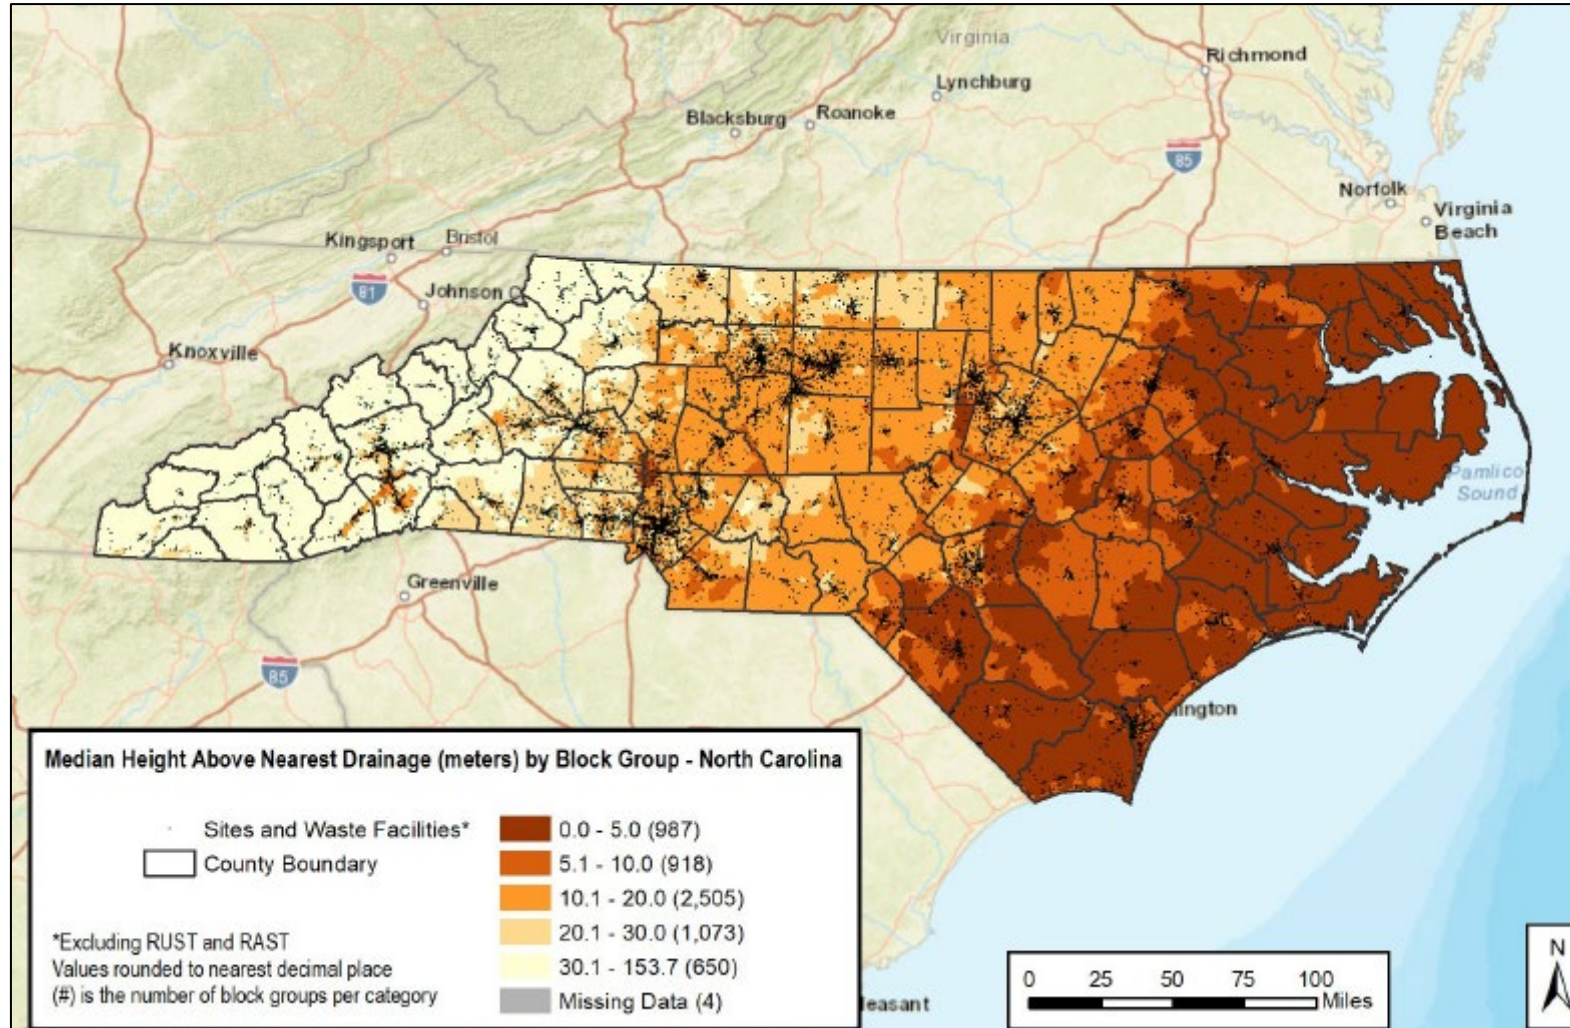 Virginia
Richmond
Lynchburg
Blacksburg
Roanoke
85
Norfolk
Virginia
Beach
Kingsport
Bristol
81
Johnson C
Knoxville
Pamlico
Sound
Greenville
85
ington
Median Height Above Nearest Drainage (meters) by Block Group - North Carolina
Sites and Waste Facilities*
County Boundary
*Excluding RUST and RAST
Values rounded to nearest decimal place
(#) is the number of block groups per category
0.0 - 5.0 (987)
5.1 - 10.0 (918)
10.1 - 20.0 (2,505)
20.1 - 30.0 (1,073)
30.1 - 153.7 (650)
Missing Data (4)
leasant
0 25 50 75 100
Miles
N